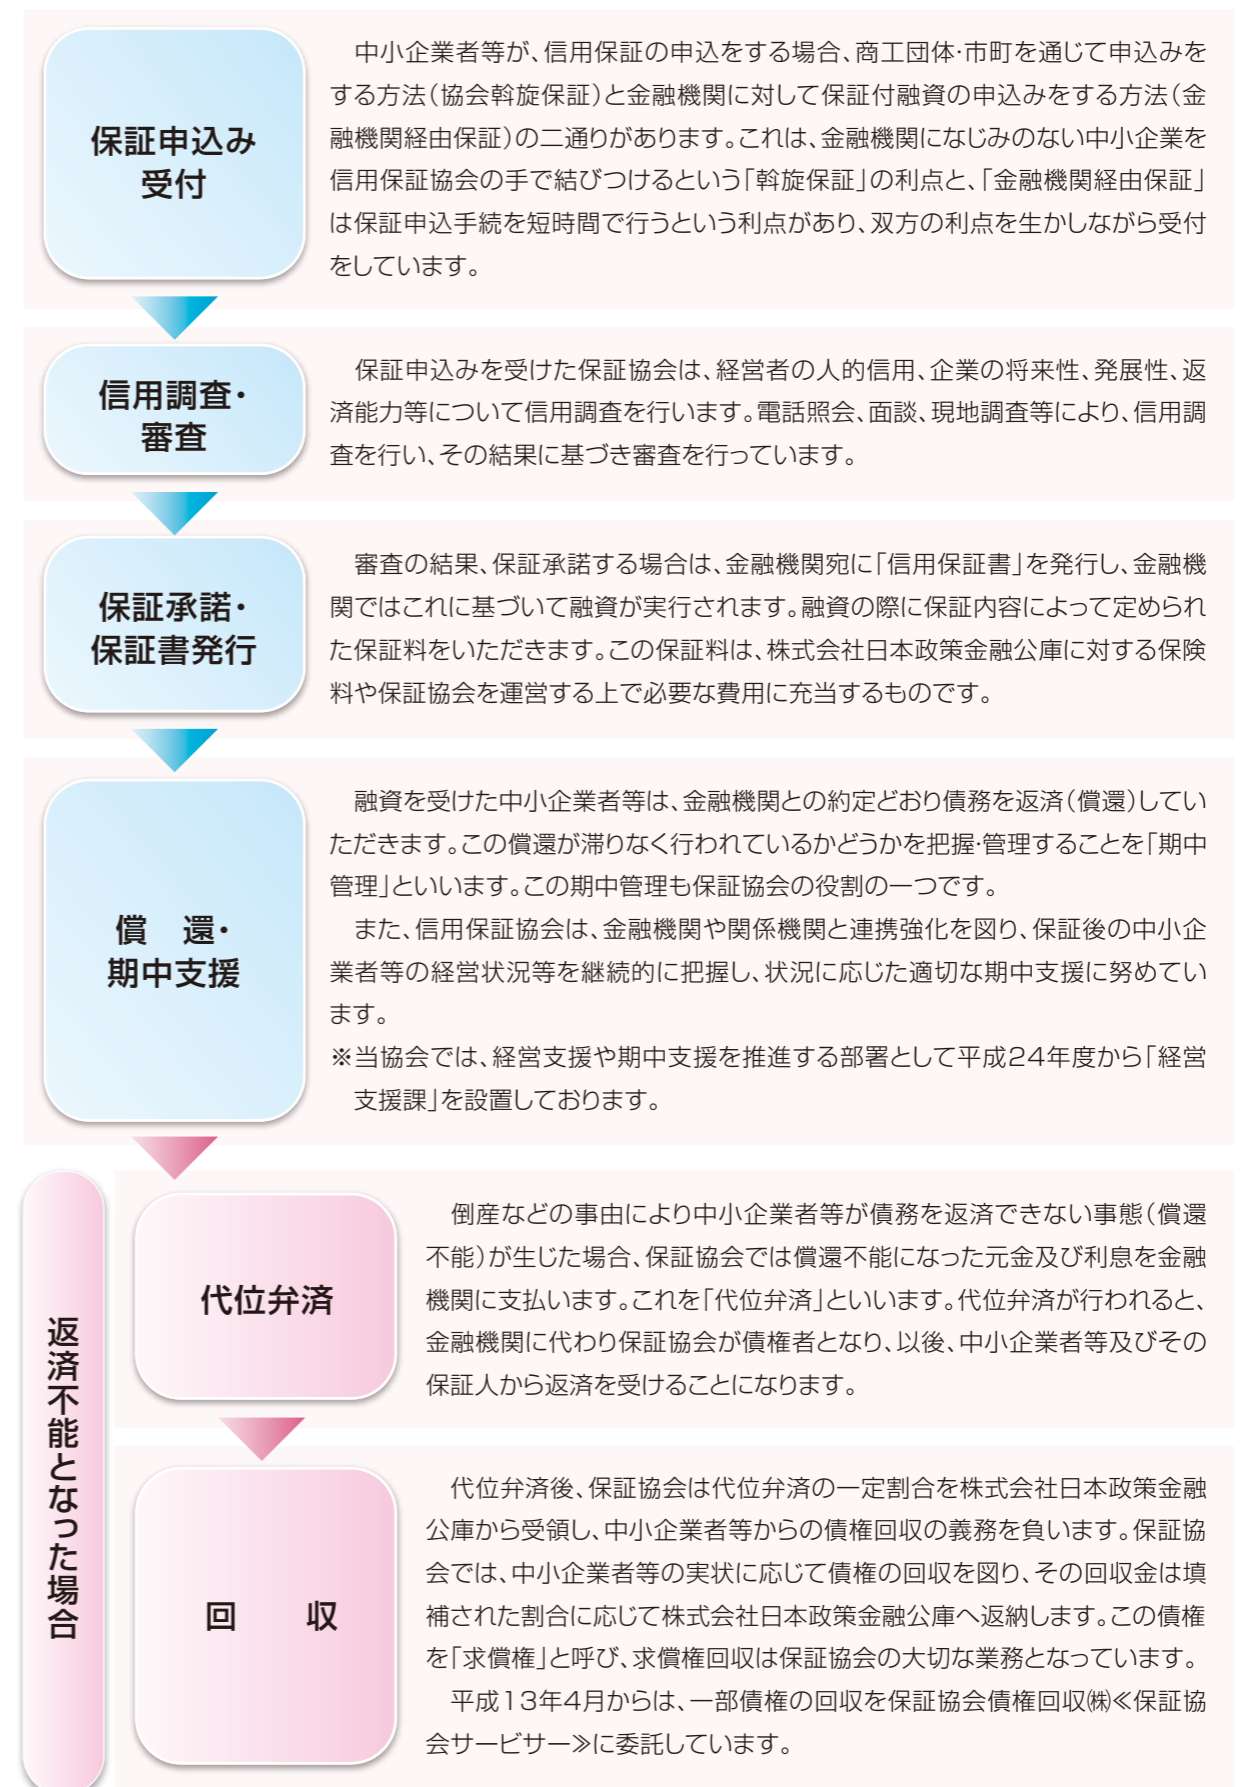 保証申込み
受付
中小企業者等が、信用保証の申込をする場合、商工団体・市町を通じて申込みを
する方法（協会斡旋保証）と金融機関に対して保証付融資の申込みをする方法（金
融機関経由保証）の二通りがあります。これは、金融機関になじみのない中小企業を
信用保証協会の手で結びつけるという「斡旋保証」の利点と、「金融機関経由保証」
は保証申込手続を短時間で行うという利点があり、双方の利点を生かしながら受付
をしています。
信用調査・
審査
保証申込みを受けた保証協会は、経営者の人的信用、企業の将来性、発展性、返
済能力等について信用調査を行います。電話照会、面談、現地調査等により、信用調
査を行い、その結果に基づき審査を行っています。
保証承諾・
保証書発行
審査の結果、保証承諾する場合は、金融機関宛に「信用保証書」を発行し、金融機
関ではこれに基づいて融資が実行されます。融資の際に保証内容によって定められ
た保証料をいただきます。この保証料は、株式会社日本政策金融公庫に対する保険
料や保証協会を運営する上で必要な費用に充当するものです。
償　還・
期中支援
融資を受けた中小企業者等は、金融機関との約定どおり債務を返済（償還）してい
ただきます。この償還が滞りなく行われているかどうかを把握・管理することを「期中
管理」といいます。この期中管理も保証協会の役割の一つです。
また、信用保証協会は、金融機関や関係機関と連携強化を図り、保証後の中小企
業者等の経営状況等を継続的に把握し、状況に応じた適切な期中支援に努めてい
ます。
※当協会では、経営支援や期中支援を推進する部署として平成24年度から「経営
支援課」を設置しております。
返済不能となった場合
代位弁済
倒産などの事由により中小企業者等が債務を返済できない事態（償還
不能）が生じた場合、保証協会では償還不能になった元金及び利息を金融
機関に支払います。これを「代位弁済」といいます。代位弁済が行われると、
金融機関に代わり保証協会が債権者となり、以後、中小企業者等及びその
保証人から返済を受けることになります。
回　　収
代位弁済後、保証協会は代位弁済の一定割合を株式会社日本政策金融
公庫から受領し、中小企業者等からの債権回収の義務を負います。保証協
会では、中小企業者等の実状に応じて債権の回収を図り、その回収金は填
補された割合に応じて株式会社日本政策金融公庫へ返納します。この債権
を「求償権」と呼び、求償権回収は保証協会の大切な業務となっています。
平成13年4月からは、一部債権の回収を保証協会債権回収㈱≪保証協
会サービサー≫に委託しています。